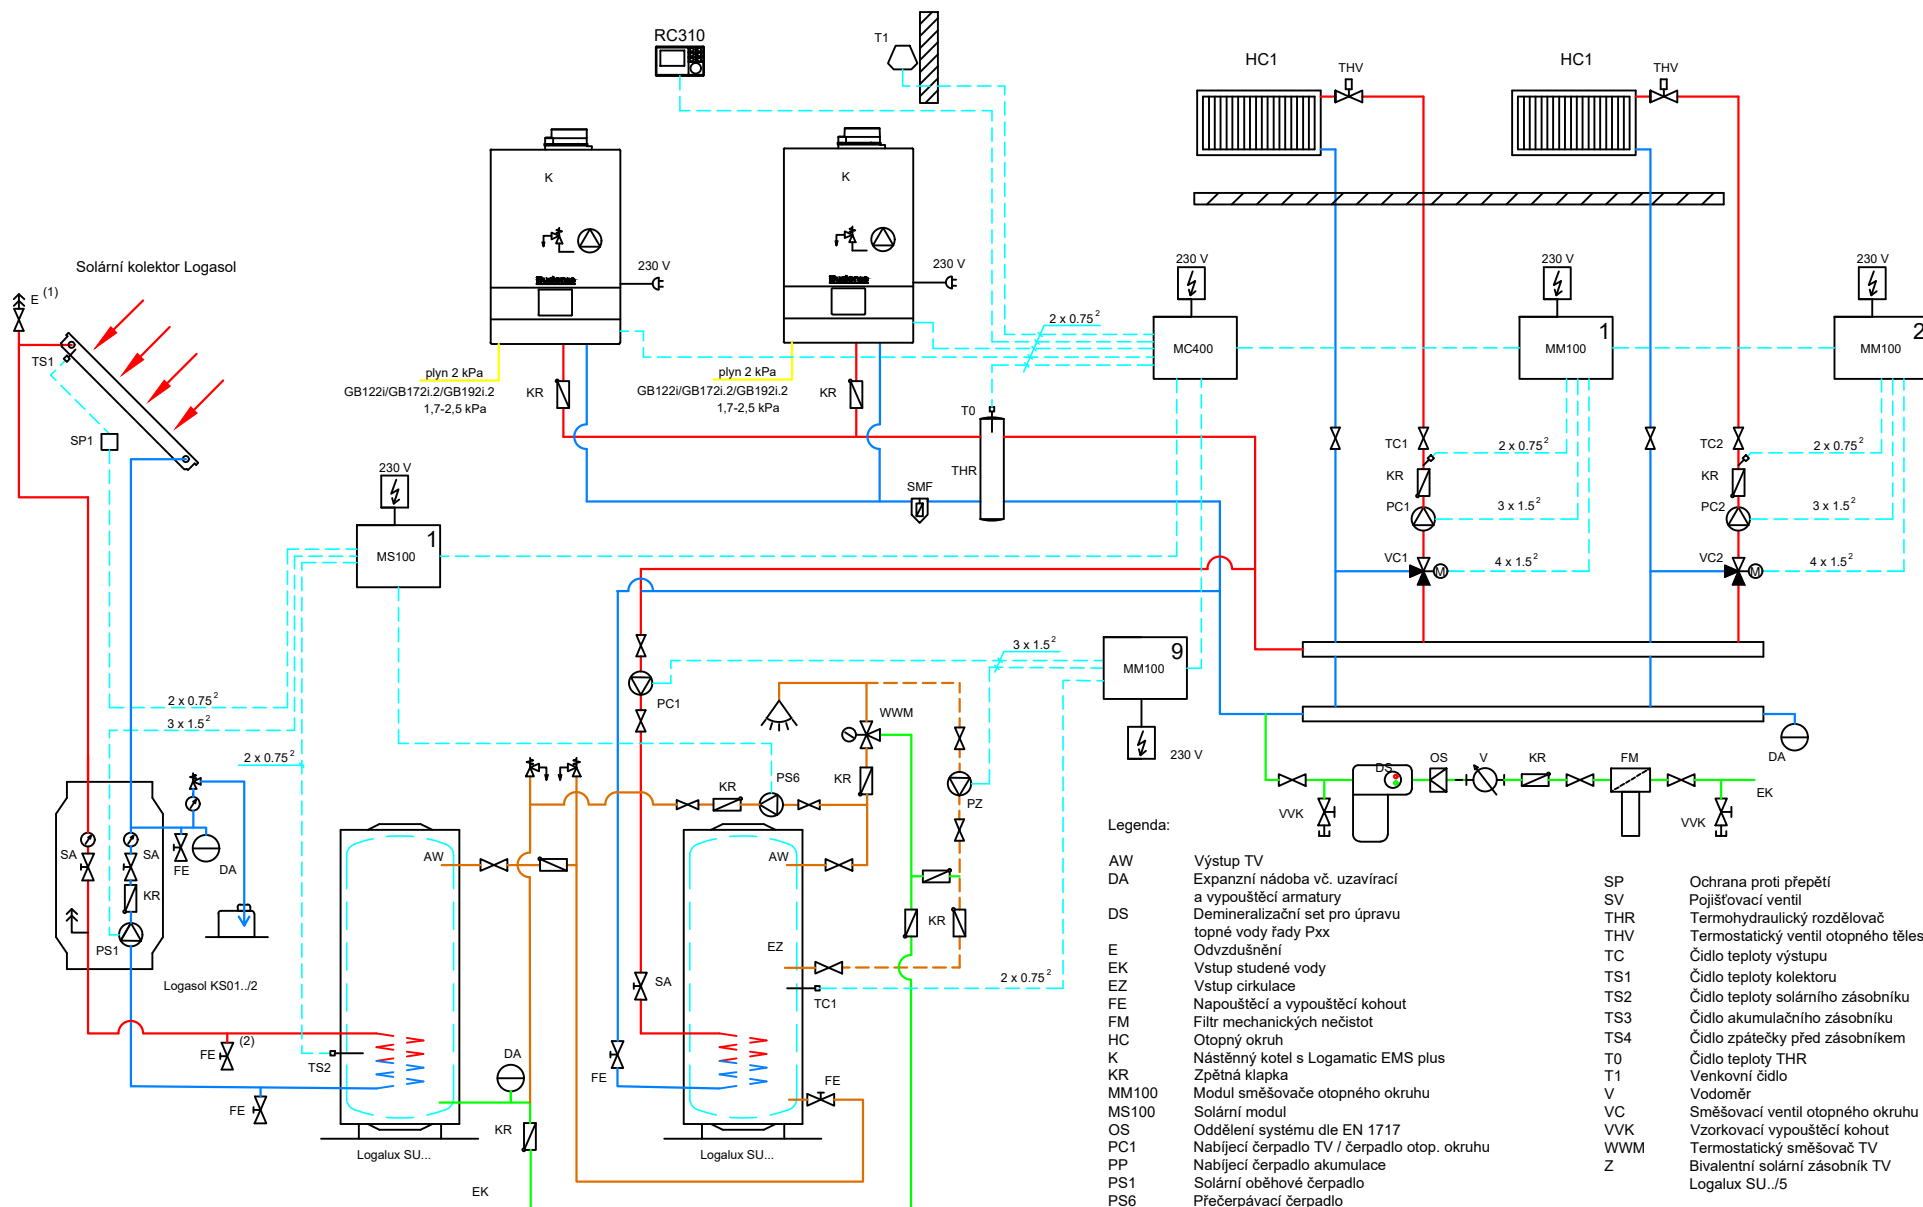 RC310
T1
HC1
HC1
THV
THV
K
K
230 V
230 V
Solární kolektor Logasol
E (1)
TS1
SP1
230 V
230 V
230 V
2 x 0.75²
MC400
1
MM100
2
MM100
plyn 2 kPa
GB122i/GB172i.2/GB192i.2
1,7-2,5 kPa
KR
plyn 2 kPa
GB122i/GB172i.2/GB192i.2
1,7-2,5 kPa
KR
T0
THR
SMF
TC1
2 x 0.75²
KR
PC1
3 x 1.5²
VC1
M
4 x 1.5²
TC2
2 x 0.75²
KR
PC2
3 x 1.5²
VC2
M
4 x 1.5²
230 V
1
MS100
2 x 0.75²
3 x 1.5²
2 x 0.75²
3 x 1.5²
9
MM100
230 V
PC1
WWM
KR
PS6
KR
PZ
DA
DS
OS
V
KR
FM
EK
VVK
VVK
SA
SA
FE
DA
KR
PS1
Logasol KS01../2
AW
AW
EZ
KR
SA
TC1
2 x 0.75²
FE (2)
TS2
FE
DA
FE
FE
KR
Logalux SU...
Logalux SU...
EK
Legenda:
AW Výstup TV
DA Expanzní nádoba vč. uzavírací
a vypouštěcí armatury
DS Demineralizační set pro úpravu
topné vody řady Pxx
E Odvzdušnění
EK Vstup studené vody
EZ Vstup cirkulace
FE Napouštěcí a vypouštěcí kohout
FM Filtr mechanických nečistot
HC Otopný okruh
K Nástěnný kotel s Logamatic EMS plus
KR Zpětná klapka
MM100 Modul směšovače otopného okruhu
MS100 Solární modul
OS Oddělení systému dle EN 1717
PC1 Nabíjecí čerpadlo TV / čerpadlo otop. okruhu
PP Nabíjecí čerpadlo akumulace
PS1 Solární oběhové čerpadlo
PS6 Přečerpávací čerpadlo
SP Ochrana proti přepětí
SV Pojišťovací ventil
THR Termohydraulický rozdělovač
THV Termostatický ventil otopného těles
TC Čidlo teploty výstupu
TS1 Čidlo teploty kolektoru
TS2 Čidlo teploty solárního zásobníku
TS3 Čidlo akumulačního zásobníku
TS4 Čidlo zpátečky před zásobníkem
T0 Čidlo teploty THR
T1 Venkovní čidlo
V Vodoměr
VC Směšovací ventil otopného okruhu
VVK Vzorkovací vypouštěcí kohout
WWM Termostatický směšovač TV
Z Bivalentní solární zásobník TV
Logalux SU../5